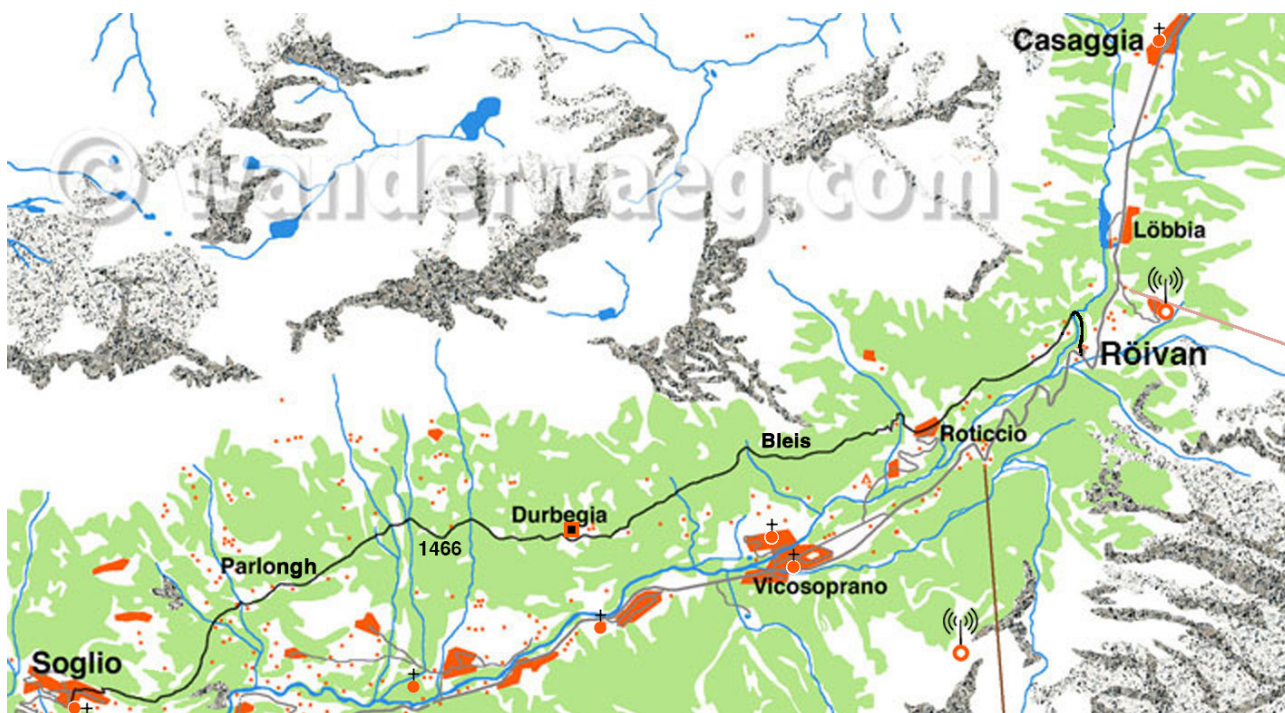 Casaggia
© wanderwaeg.com
Löbbia
Röivan
Roticcio
Bleis
Durbegia
1466
Parlongh
Vicosoprano
Soglio